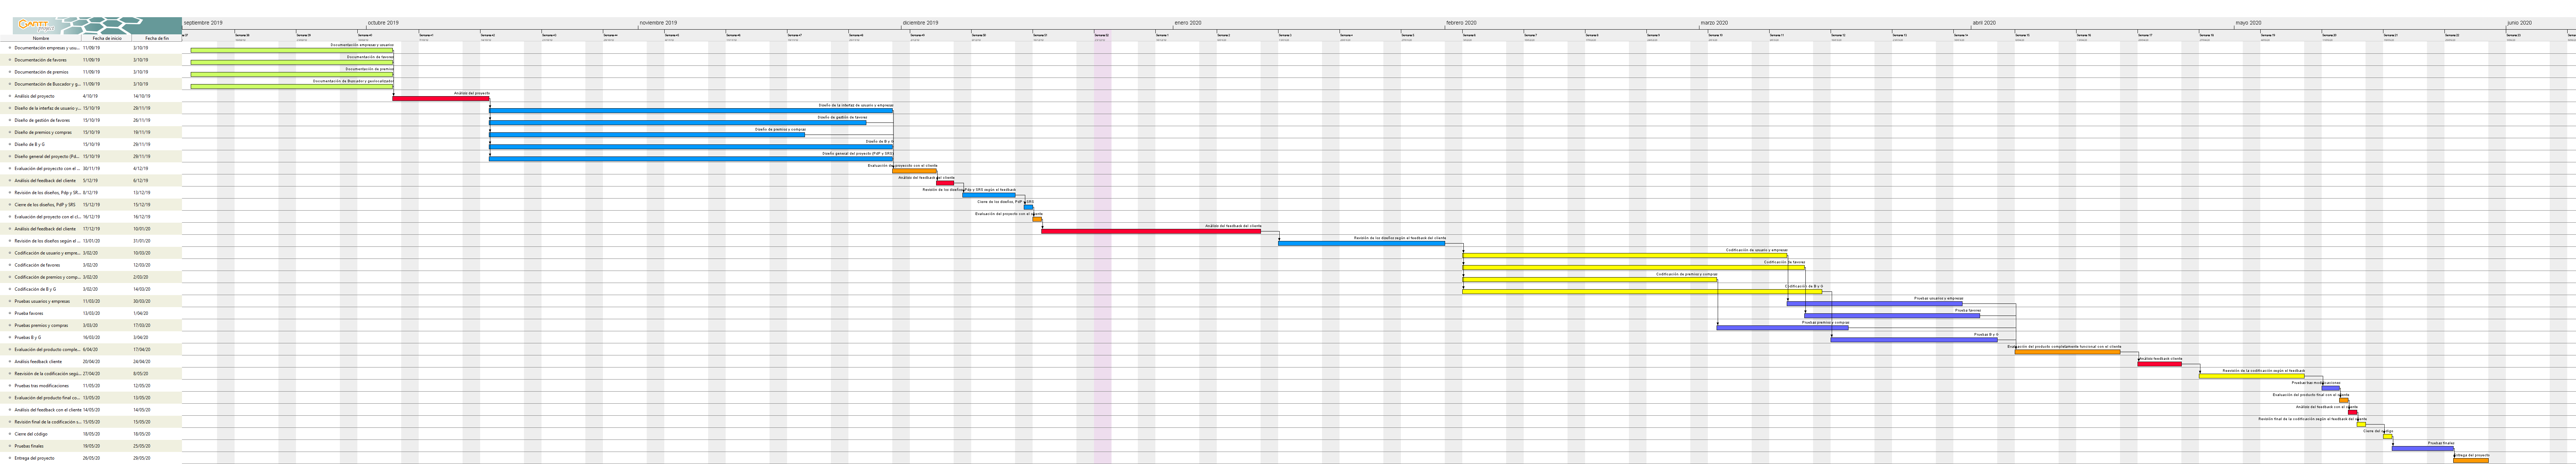 GANTT
project
septiembre 2019 octubre 2019 noviembre 2019 diciembre 2019 enero 2020 febrero 2020 marzo 2020 abril 2020 mayo 2020 junio 2020
Nombre Fecha de inicio Fecha de fin
Documentación empresas y usu... 11/09/19 3/10/19
Documentación empresas y usuarios
Documentación de favores 11/09/19 3/10/19
Documentación de favores
Documentación de premios 11/09/19 3/10/19
Documentación de premios
Documentación de Buscador y g... 11/09/19 3/10/19
Documentación de Buscador y geolocalizador
Análisis del proyecto 4/10/19 14/10/19
Análisis del proyecto
Diseño de la interfaz de usuario y... 15/10/19 29/11/19
Diseño de la interfaz de usuario y empresas
Diseño de gestión de favores 15/10/19 26/11/19
Diseño de gestión de favores
Diseño de premios y compras 15/10/19 19/11/19
Diseño de premios y compras
Diseño de B y G 15/10/19 29/11/19
Diseño de B y G
Diseño general del proyecto (Pd... 15/10/19 29/11/19
Diseño general del proyecto (PdP y SRS)
Evaluación del proyeccto con el ... 30/11/19 4/12/19
Evaluación del proyeccto con el cliente
Análisis del feedback del cliente 5/12/19 6/12/19
Análisis del feedback del cliente
Revisión de los diseños, Pdp y SR... 8/12/19 13/12/19
Revisión de los diseños, Pdp y SRS según el feedback
Cierre de los diseños, PdP y SRS 15/12/19 15/12/19
Cierre de los diseños, PdP y SRS
Evaluación del proyecto con el cl... 16/12/19 16/12/19
Evaluación del proyecto con el cliente
Análisis del feedback del cliente 17/12/19 10/01/20
Análisis del feedback del cliente
Revisión de los diseños según el ... 13/01/20 31/01/20
Revisión de los diseños según el feedback del cliente
Codificación de usuario y empre... 3/02/20 10/03/20
Codificación de usuario y empresas
Codificación de favores 3/02/20 12/03/20
Codificación de favores
Codificación de premios y comp... 3/02/20 2/03/20
Codificación de premios y compras
Codificación de B y G 3/02/20 14/03/20
Codificación de B y G
Pruebas usuarios y empresas 11/03/20 30/03/20
Pruebas usuarios y empresas
Prueba favores 13/03/20 1/04/20
Prueba favores
Pruebas premios y compras 3/03/20 17/03/20
Pruebas premios y compras
Pruebas B y G 16/03/20 3/04/20
Pruebas B y G
Evaluación del producto comple... 6/04/20 17/04/20
Evaluación del producto completamente funcional con el cliente
Análisis feedback cliente 20/04/20 24/04/20
Análisis feedback cliente
Reevisión de la codificación segú... 27/04/20 8/05/20
Reevisión de la codificación según el feedback
Pruebas tras modificaciones 11/05/20 12/05/20
Pruebas tras modificaciones
Evaluación del producto final co... 13/05/20 13/05/20
Evaluación del producto final con el cliente
Análisis del feedback con el cliente 14/05/20 14/05/20
Análisis del feedback con el cliente
Revisión final de la codificación s... 15/05/20 15/05/20
Revisión final de la codificación según el feedback del cliente
Cierre del código 18/05/20 18/05/20
Cierre del código
Pruebas finales 19/05/20 25/05/20
Pruebas finales
Entrega del proyecto 26/05/20 29/05/20
Entrega del proyecto